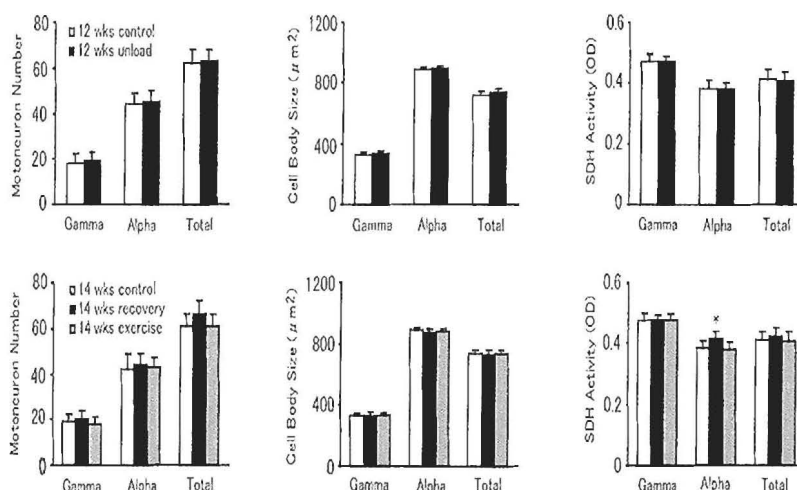 Motoneuron Number
80
60
40
20
0
12 wks control
12 wks unload
Gamma Alpha Total
Cell Body Size (μm2)
1200
800
400
0
Gamma Alpha Total
SDH Activity (OD)
0.6
0.4
0.2
0
Gamma Alpha Total
Motoneuron Number
80
60
40
20
0
14 wks control
14 wks recovery
14 wks exercise
Gamma Alpha Total
Cell Body Size (μm2)
1200
800
400
0
Gamma Alpha Total
SDH Activity (OD)
0.6
0.4
0.2
0
*
Gamma Alpha Total